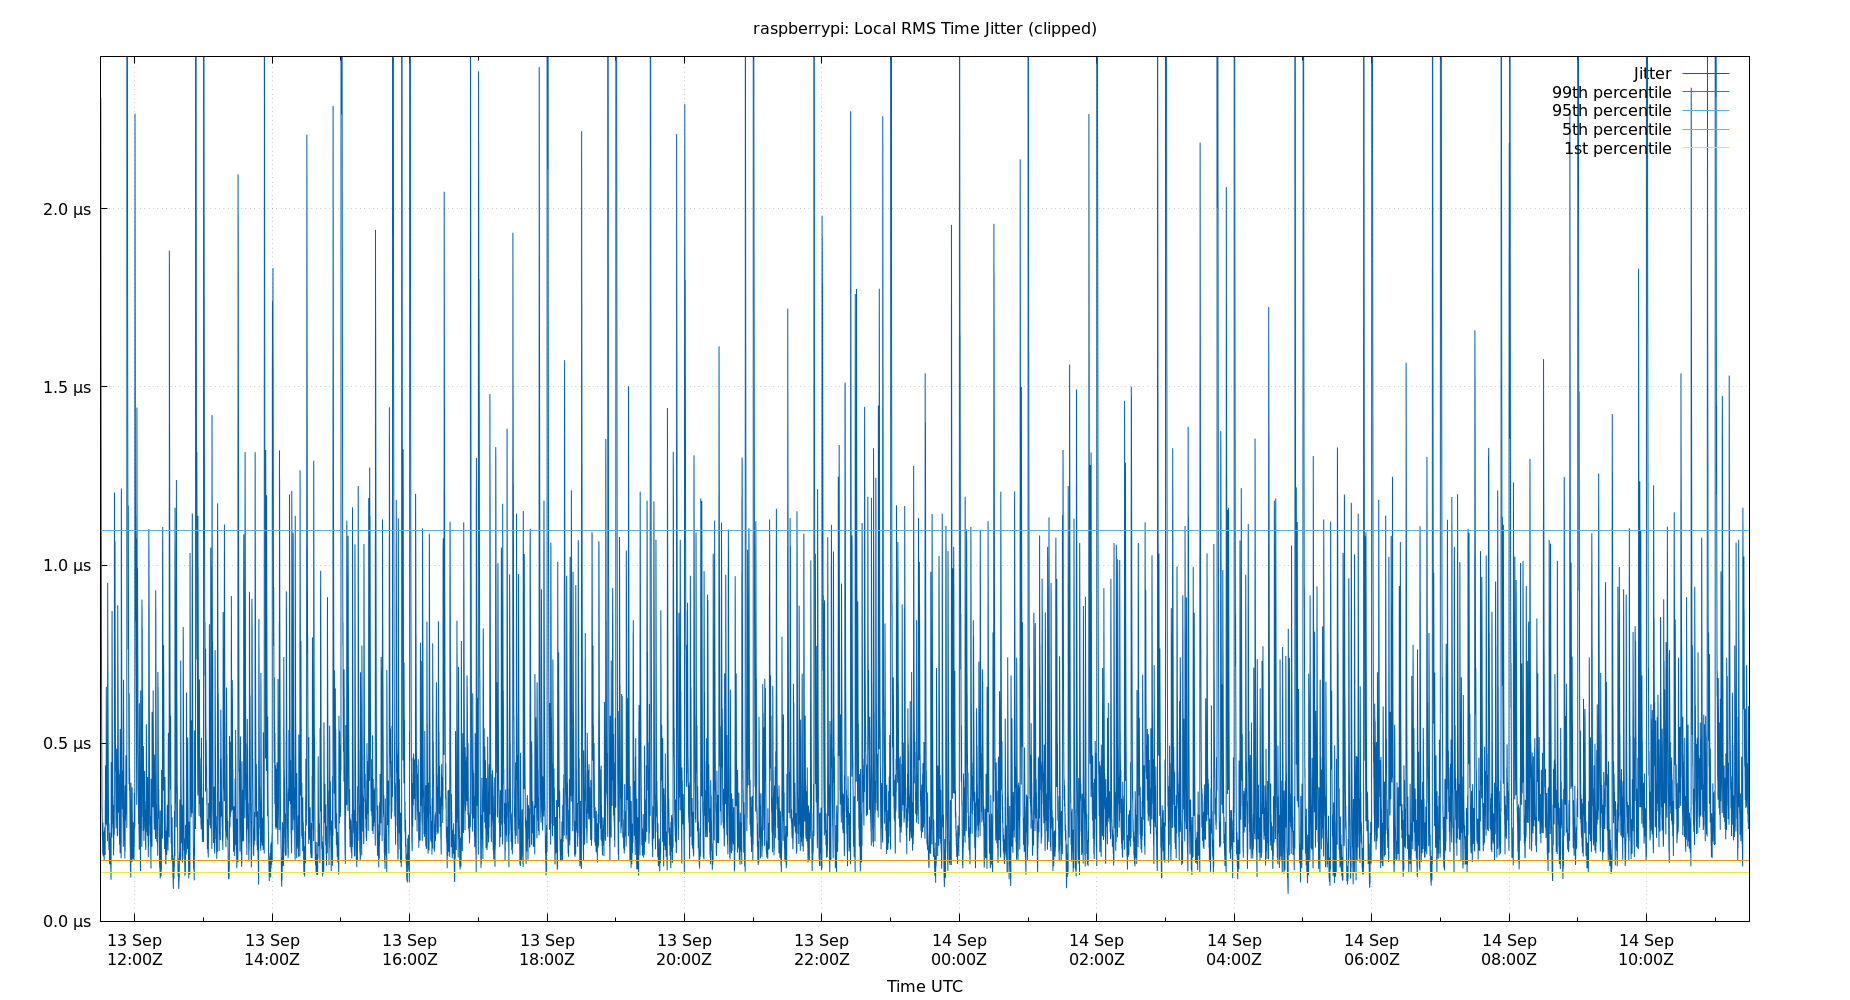 raspberrypi: Local RMS Time Jitter (clipped)
Jitter
99th percentile
95th percentile
5th percentile
1st percentile
2.0 µs
1.5 µs
1.0 µs
0.5 µs
0.0 µs
13 Sep 13 Sep 13 Sep 13 Sep 13 Sep 13 Sep 14 Sep 14 Sep 14 Sep 14 Sep 14 Sep 14 Sep
12:00Z 14:00Z 16:00Z 18:00Z 20:00Z 22:00Z 00:00Z 02:00Z 04:00Z 06:00Z 08:00Z 10:00Z
Time UTC